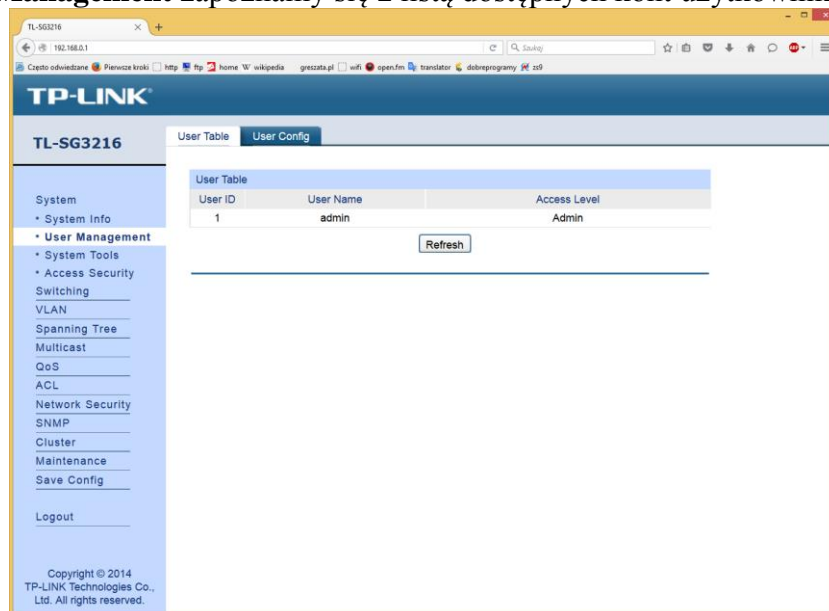 Management zapoznamy się z listą dostępnych kont użytkowni
TL-SG3216
192.168.0.1
Szukaj
Często odwiedzane Pierwsze kroki http ftp home wikipedia greszata.pl wifi open.fm translator dobreprogramy zs9
TP-LINK
TL-SG3216
User Table User Config
User Table
User ID User Name Access Level
1 admin Admin
Refresh
System
• System Info
• User Management
• System Tools
• Access Security
Switching
VLAN
Spanning Tree
Multicast
QoS
ACL
Network Security
SNMP
Cluster
Maintenance
Save Config
Logout
Copyright © 2014
TP-LINK Technologies Co.,
Ltd. All rights reserved.